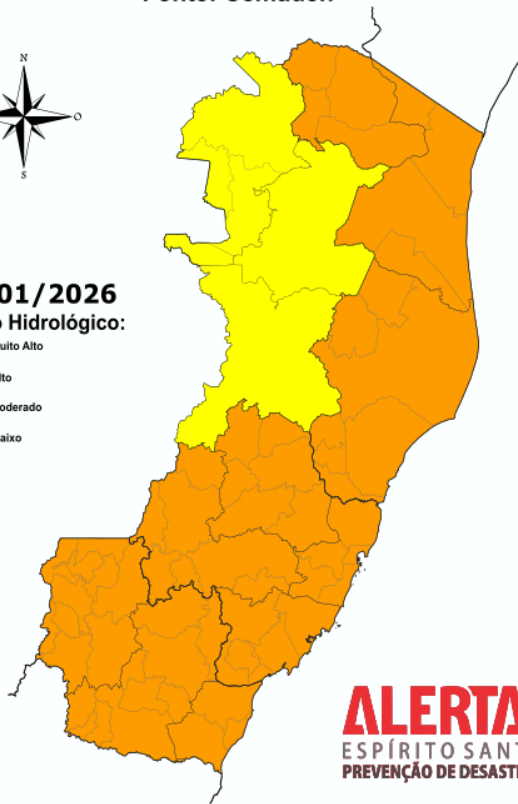 N
O
S
01/2026
o Hidrológico:
uito Alto
lto
oderado
aixo
ALERTA
ESPÍRITO SANT
PREVENÇÃO DE DESAST